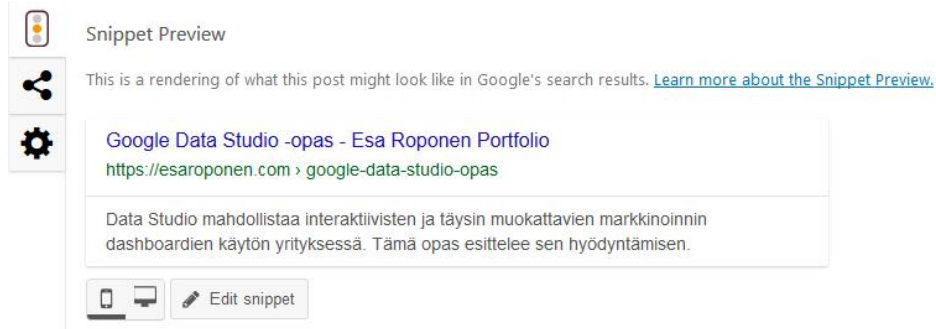 Snippet Preview
This is a rendering of what this post might look like in Google's search results. Learn more about the Snippet Preview.
Google Data Studio -opas - Esa Roponen Portfolio
https://esaroponen.com › google-data-studio-opas
Data Studio mahdollistaa interaktiivisten ja täysin muokattavien markkinoinnin
dashboardien käytön yrityksessä. Tämä opas esittelee sen hyödyntämisen.
Edit snippet